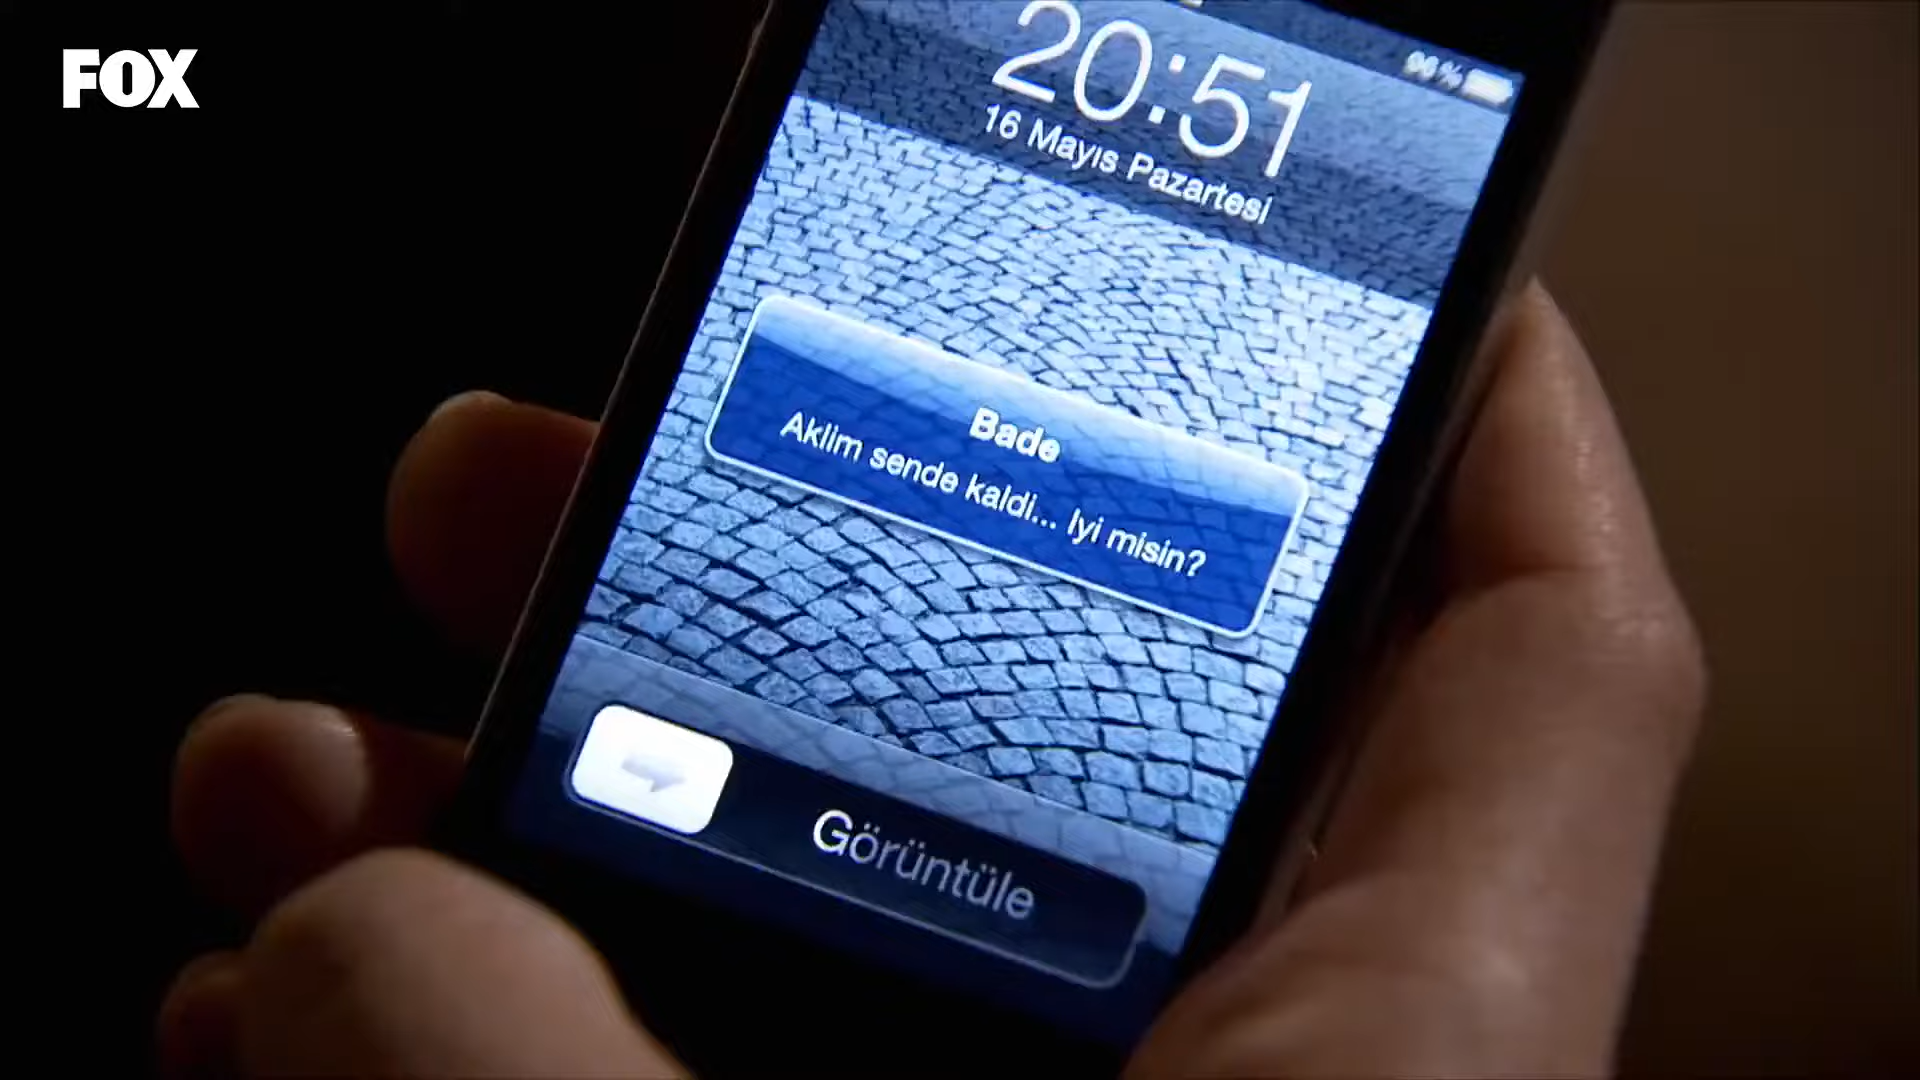 FOX
20:51
96 %
16 Mayıs Pazartesi
Bade
Aklim sende kaldi... Iyi misin?
Görüntüle